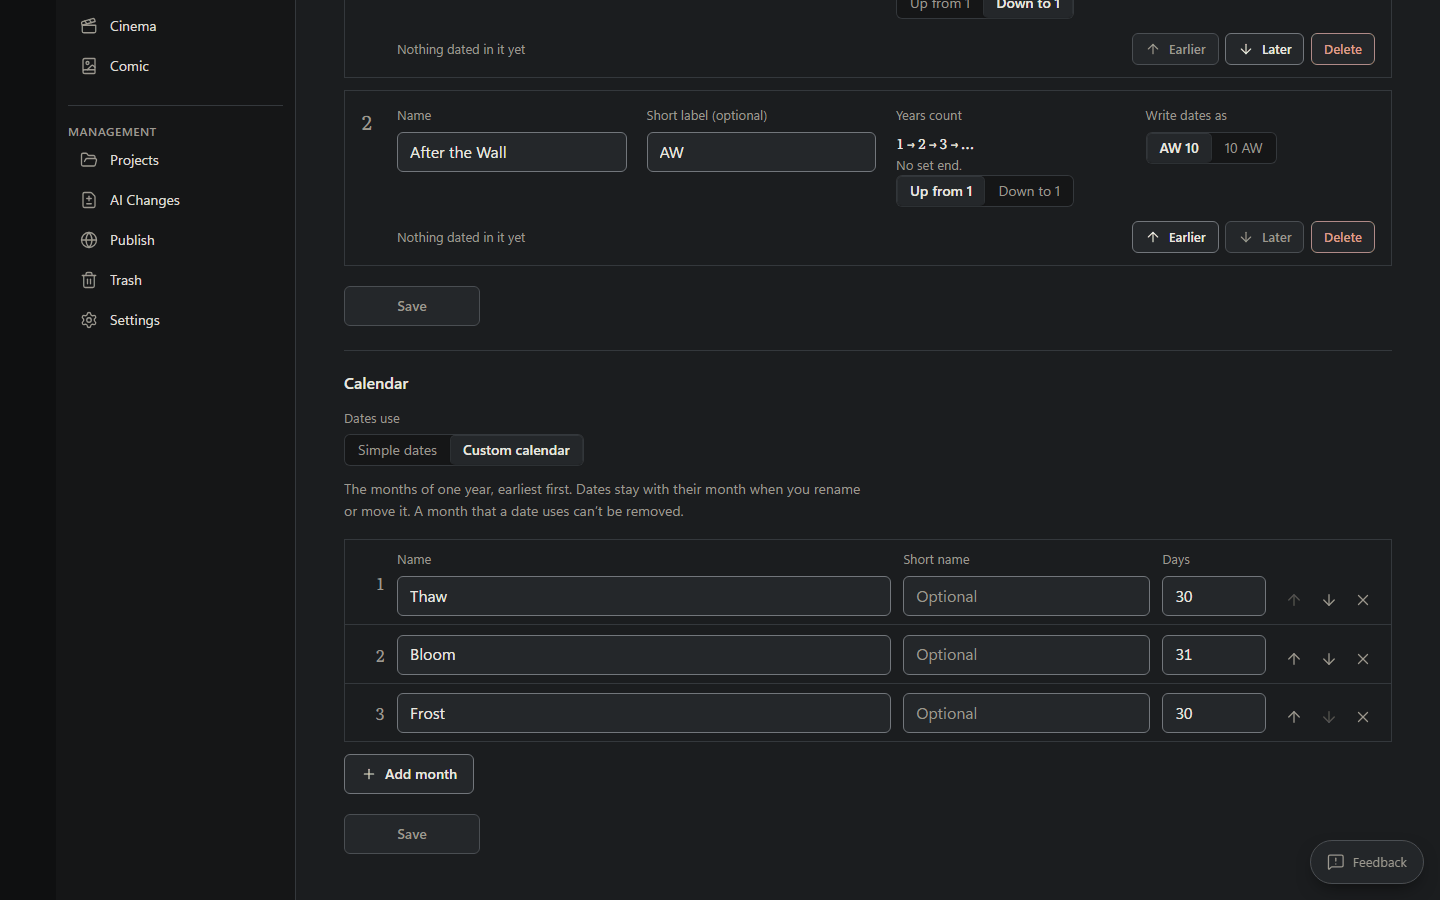 Cinema
Comic
MANAGEMENT
Projects
AI Changes
Publish
Trash
Settings
Up from 1 Down to 1
Nothing dated in it yet
Earlier Later Delete
2
Name Short label (optional) Years count Write dates as
After the Wall AW 1 → 2 → 3 → … AW 10 10 AW
No set end.
Up from 1 Down to 1
Nothing dated in it yet
Earlier Later Delete
Save
Calendar
Dates use
Simple dates Custom calendar
The months of one year, earliest first. Dates stay with their month when you rename
or move it. A month that a date uses can’t be removed.
Name Short name Days
1 Thaw Optional 30
2 Bloom Optional 31
3 Frost Optional 30
Add month
Save
Feedback